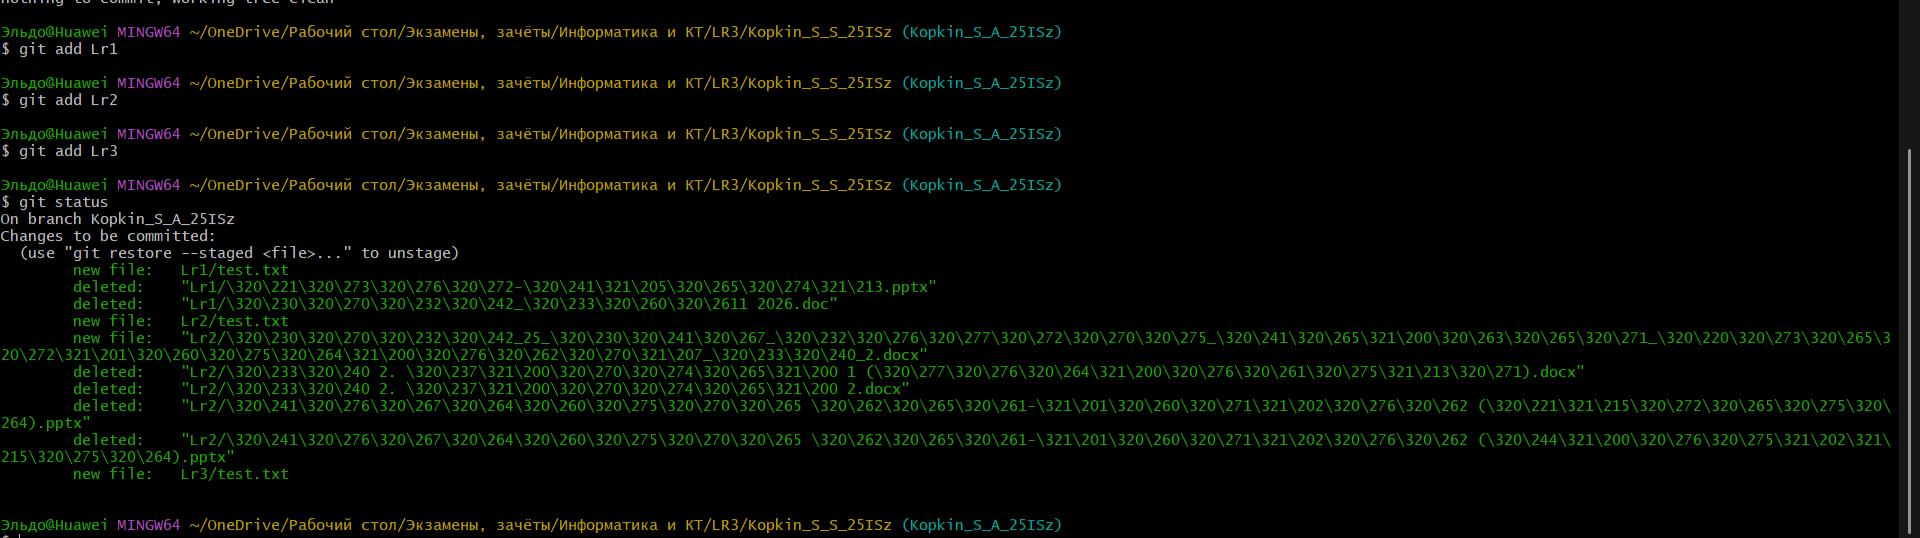 nothing to commit, working tree clean
Эльдо@Huawei MINGW64 ~/OneDrive/Рабочий стол/Экзамены, зачёты/Информатика и КТ/LR3/Kopkin_S_S_25ISz (Kopkin_S_A_25ISz)
$ git add Lr1
Эльдо@Huawei MINGW64 ~/OneDrive/Рабочий стол/Экзамены, зачёты/Информатика и КТ/LR3/Kopkin_S_S_25ISz (Kopkin_S_A_25ISz)
$ git add Lr2
Эльдо@Huawei MINGW64 ~/OneDrive/Рабочий стол/Экзамены, зачёты/Информатика и КТ/LR3/Kopkin_S_S_25ISz (Kopkin_S_A_25ISz)
$ git add Lr3
Эльдо@Huawei MINGW64 ~/OneDrive/Рабочий стол/Экзамены, зачёты/Информатика и КТ/LR3/Kopkin_S_S_25ISz (Kopkin_S_A_25ISz)
$ git status
On branch Kopkin_S_A_25ISz
Changes to be committed:
  (use "git restore --staged <file>..." to unstage)
        new file:   Lr1/test.txt
        deleted:    "Lr1/\320\221\320\273\320\276\320\272-\320\241\321\205\320\265\320\274\321\213.pptx"
        deleted:    "Lr1/\320\230\320\270\320\232\320\242_\320\233\320\260\320\2611 2026.doc"
        new file:   Lr2/test.txt
        new file:   "Lr2/\320\230\320\270\320\232\320\242_25_\320\230\320\241\320\267_\320\232\320\276\320\277\320\272\320\270\320\275_\320\241\320\265\321\200\320\263\320\265\320\271_\320\220\320\273\320\265\3
20\272\321\201\320\260\320\275\320\264\321\200\320\276\320\262\320\270\321\207_\320\233\320\240_2.docx"
        deleted:    "Lr2/\320\233\320\240 2. \320\237\321\200\320\270\320\274\320\265\321\200 1 (\320\277\320\276\320\264\321\200\320\276\320\261\320\275\321\213\320\271).docx"
        deleted:    "Lr2/\320\233\320\240 2. \320\237\321\200\320\270\320\274\320\265\321\200 2.docx"
        deleted:    "Lr2/\320\241\320\276\320\267\320\264\320\260\320\275\320\270\320\265 \320\262\320\265\320\261-\321\201\320\260\320\271\321\202\320\276\320\262 (\320\221\321\215\320\272\320\265\320\275\320\
264).pptx"
        deleted:    "Lr2/\320\241\320\276\320\267\320\264\320\260\320\275\320\270\320\265 \320\262\320\265\320\261-\321\201\320\260\320\271\321\202\320\276\320\262 (\320\244\321\200\320\276\320\275\321\202\321\
215\320\275\320\264).pptx"
        new file:   Lr3/test.txt
Эльдо@Huawei MINGW64 ~/OneDrive/Рабочий стол/Экзамены, зачёты/Информатика и КТ/LR3/Kopkin_S_S_25ISz (Kopkin_S_A_25ISz)
$